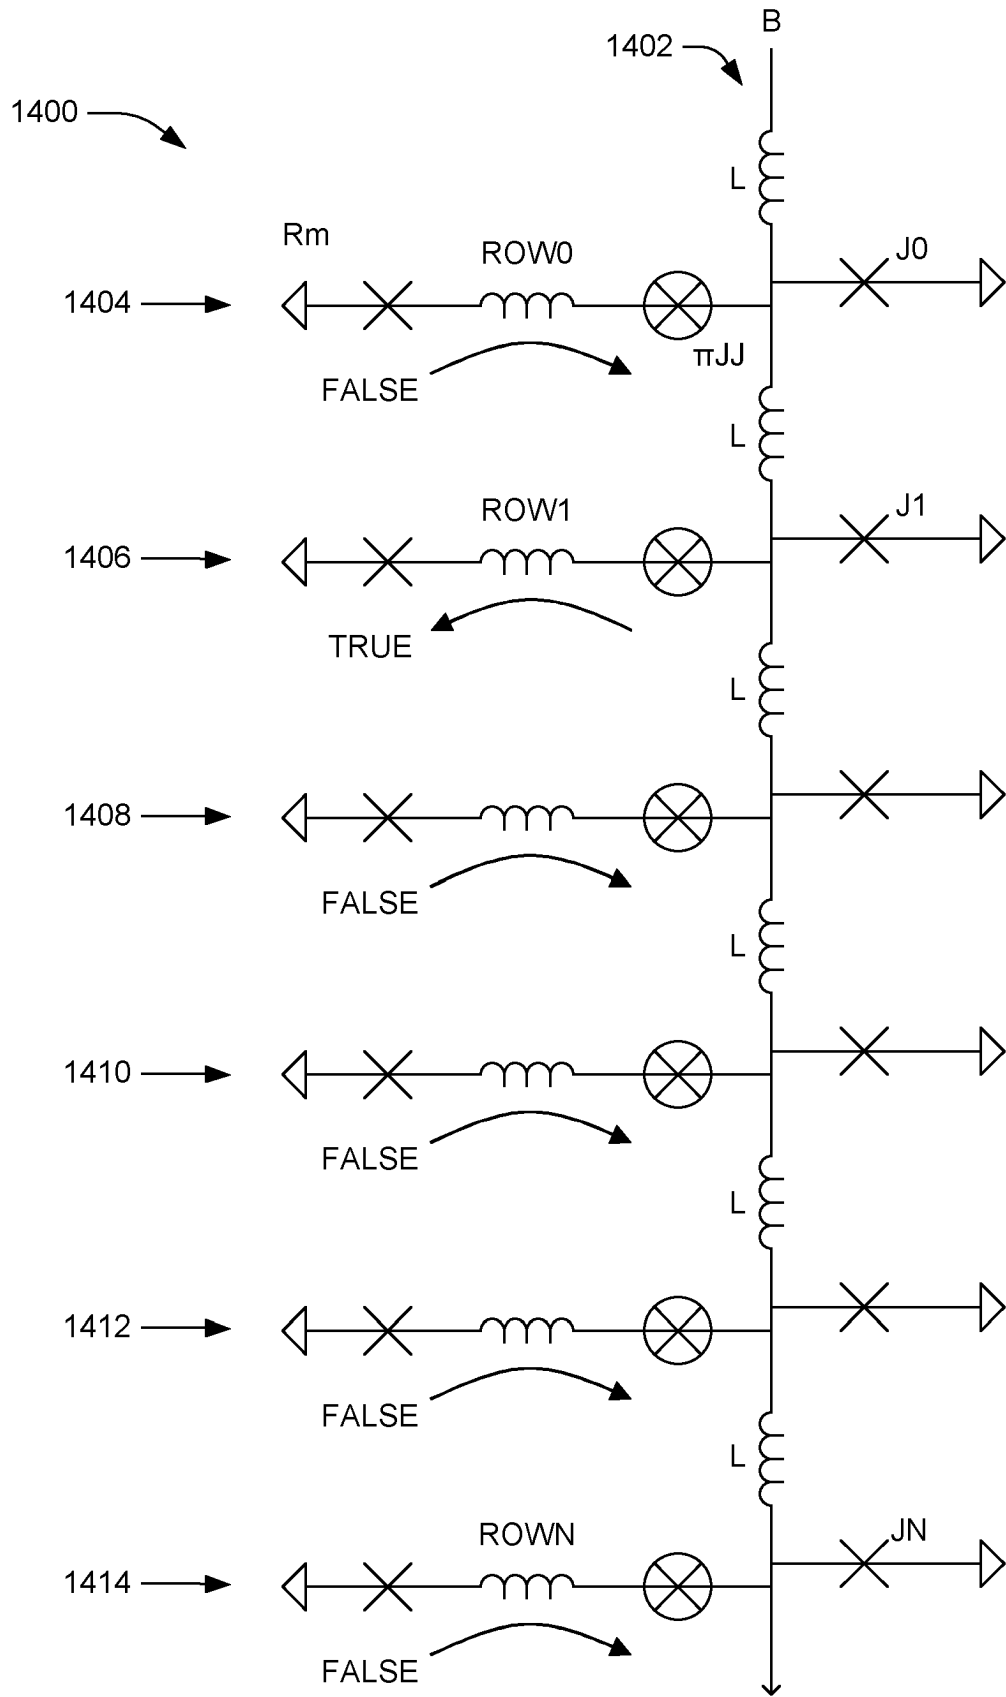 B
1402
1400
L
Rm
ROW0
J0
1404
πJJ
FALSE
L
ROW1
J1
1406
TRUE
L
1408
FALSE
L
1410
FALSE
L
1412
FALSE
L
ROWN
JN
1414
FALSE